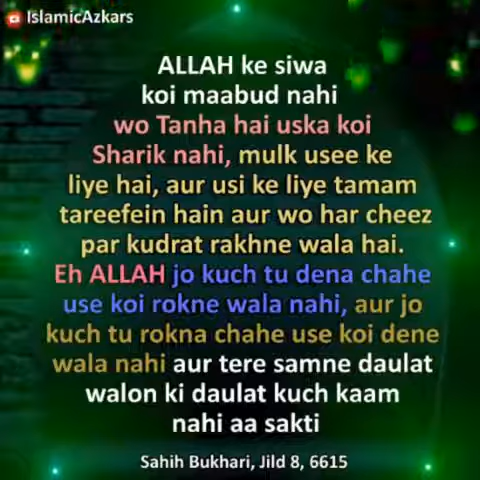 IslamicAzkars
ALLAH ke siwa
koi maabud nahi
wo Tanha hai uska koi
Sharik nahi, mulk usee ke
liye hai, aur usi ke liye tamam
tareefein hain aur wo har cheez
par kudrat rakhne wala hai.
Eh ALLAH jo kuch tu dena chahe
use koi rokne wala nahi, aur jo
kuch tu rokna chahe use koi dene
wala nahi aur tere samne daulat
walon ki daulat kuch kaam
nahi aa sakti
Sahih Bukhari, Jild 8, 6615